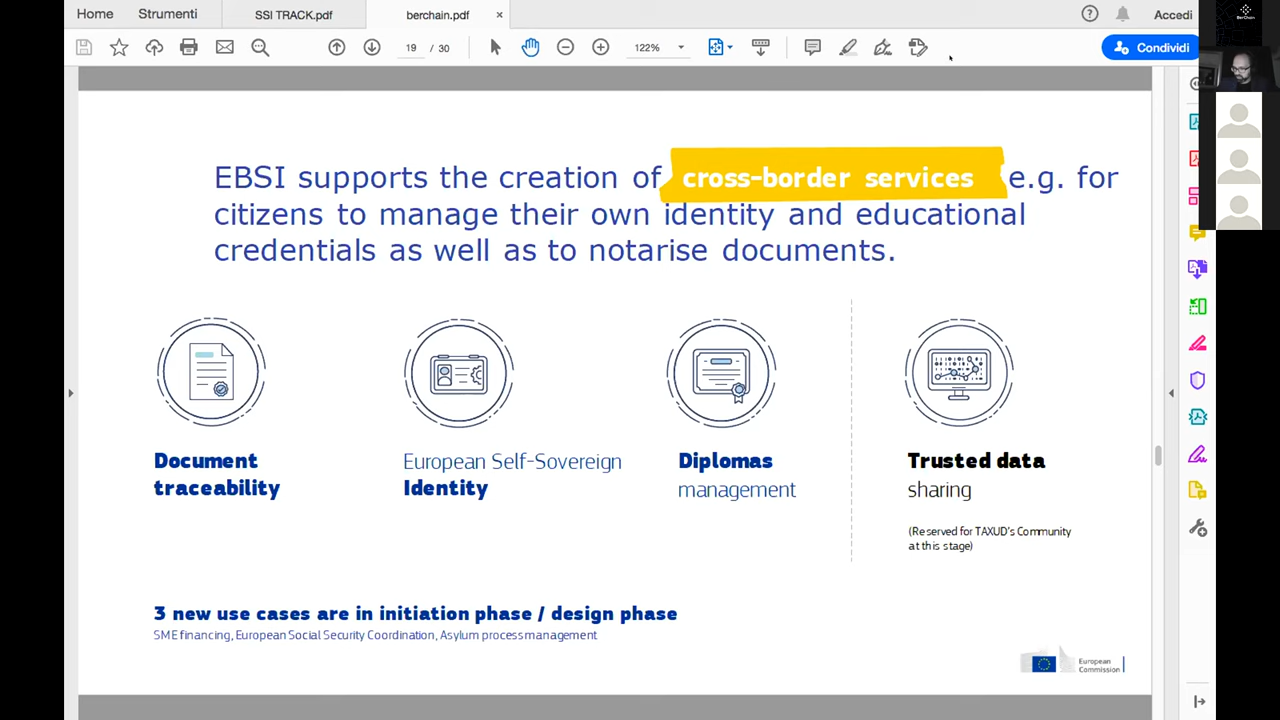 Home Strumenti SSI TRACK.pdf berchain.pdf × Accedi
19 / 30 122% Condividi
BerChain
EBSI supports the creation of cross-border services e.g. for
citizens to manage their own identity and educational
credentials as well as to notarise documents.
Document
traceability
European Self-Sovereign
Identity
Diplomas
management
Trusted data
sharing
(Reserved for TAXUD's Community
at this stage)
3 new use cases are in initiation phase / design phase
SME financing, European Social Security Coordination, Asylum process management
European
Commission